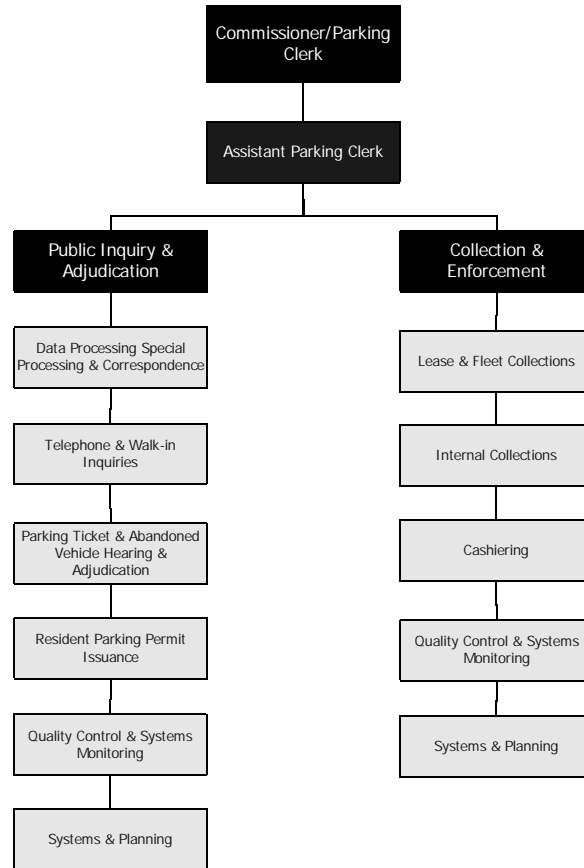 Commissioner/Parking
Clerk
Assistant Parking Clerk
Public Inquiry &
Adjudication
Data Processing Special
Processing & Correspondence
Telephone & Walk-in
Inquiries
Parking Ticket & Abandoned
Vehicle Hearing &
Adjudication
Resident Parking Permit
Issuance
Quality Control & Systems
Monitoring
Systems & Planning
Collection &
Enforcement
Lease & Fleet Collections
Internal Collections
Cashiering
Quality Control & Systems
Monitoring
Systems & Planning